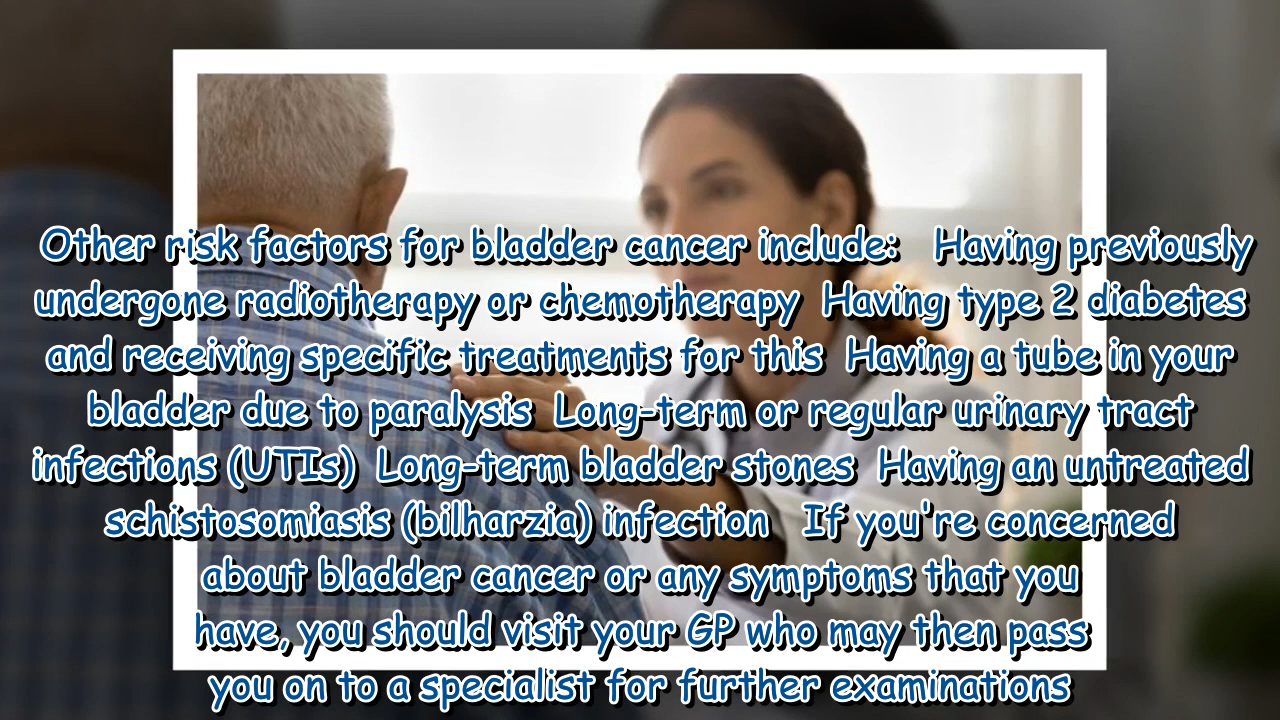 Other risk factors for bladder cancer include: Having previously
undergone radiotherapy or chemotherapy Having type 2 diabetes
and receiving specific treatments for this Having a tube in your
bladder due to paralysis Long-term or regular urinary tract
infections (UTIs) Long-term bladder stones Having an untreated
schistosomiasis (bilharzia) infection If you're concerned
about bladder cancer or any symptoms that you
have, you should visit your GP who may then pass
you on to a specialist for further examinations